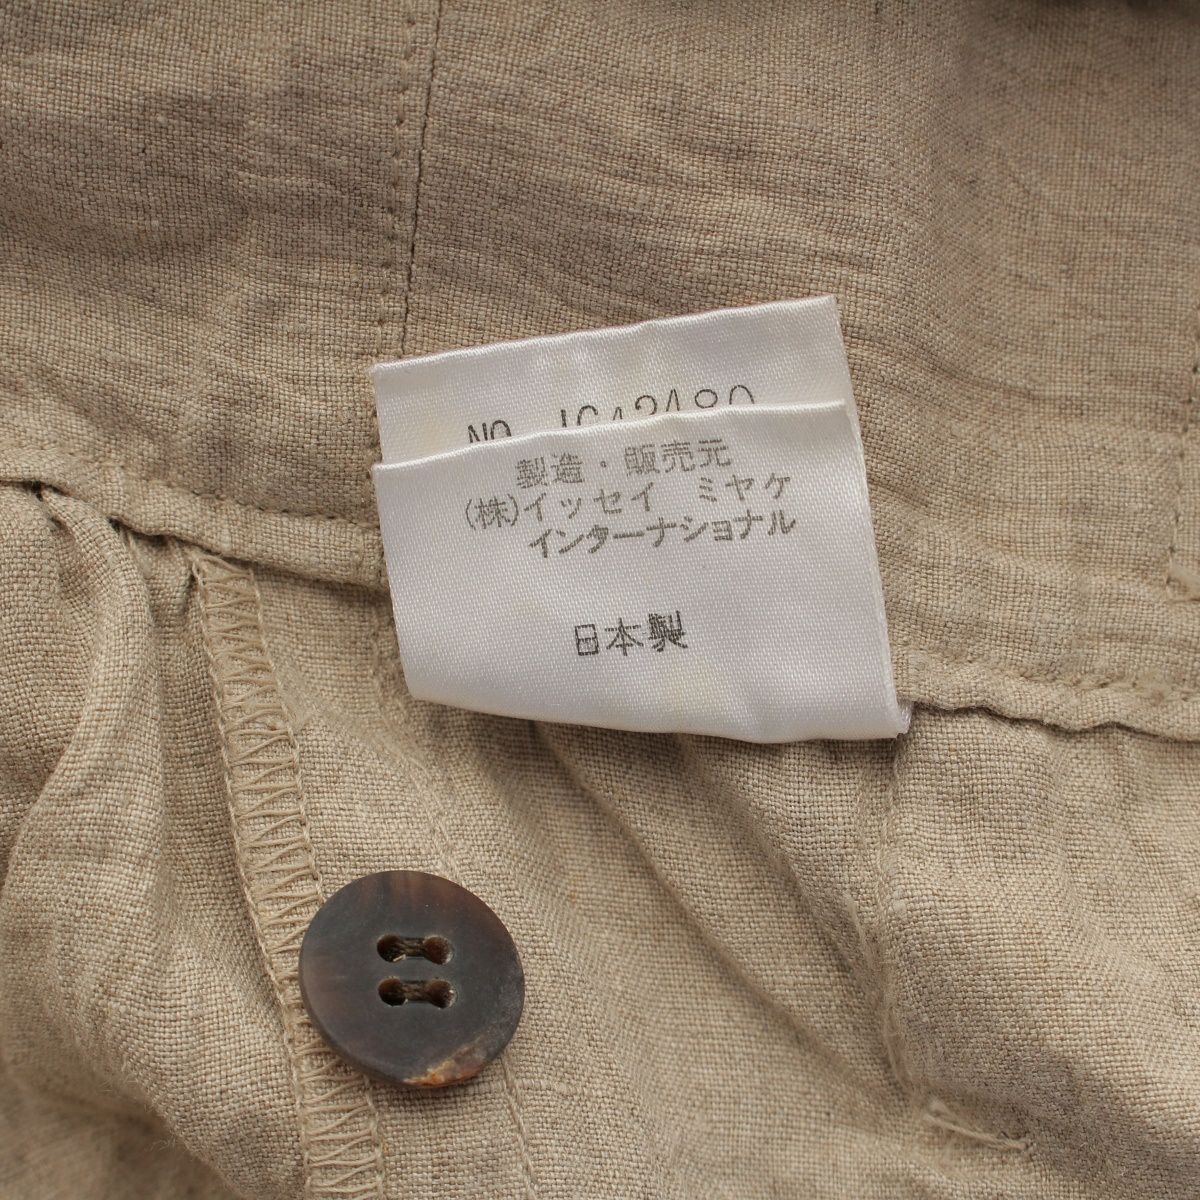 NO.
製造・販売元
(株)イッセイ ミヤケ
インターナショナル
日本製